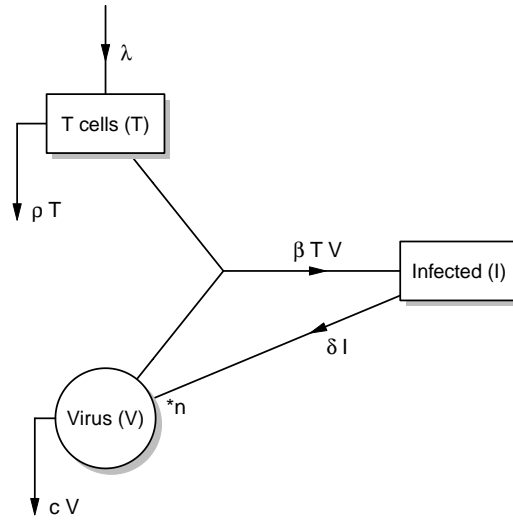 λ
T cells (T)
ρ T
β T V
Infected (I)
δ I
*n
Virus (V)
c V